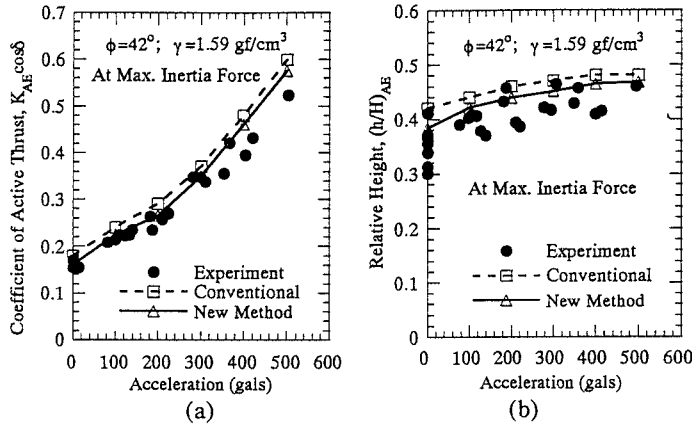 Coefficient of Active Thrust, K_AE cosδ
0.7
0.6
0.5
0.4
0.3
0.2
0.1
0
ϕ=42°; γ=1.59 gf/cm³
At Max. Inertia Force
Experiment
Conventional
New Method
0 100 200 300 400 500 600
Acceleration (gals)
(a)
Relative Height, (h/H)_AE
0.6
0.5
0.4
0.3
0.2
0.1
0
ϕ=42°; γ=1.59 gf/cm³
At Max. Inertia Force
Experiment
Conventional
New Method
0 100 200 300 400 500 600
Acceleration (gals)
(b)